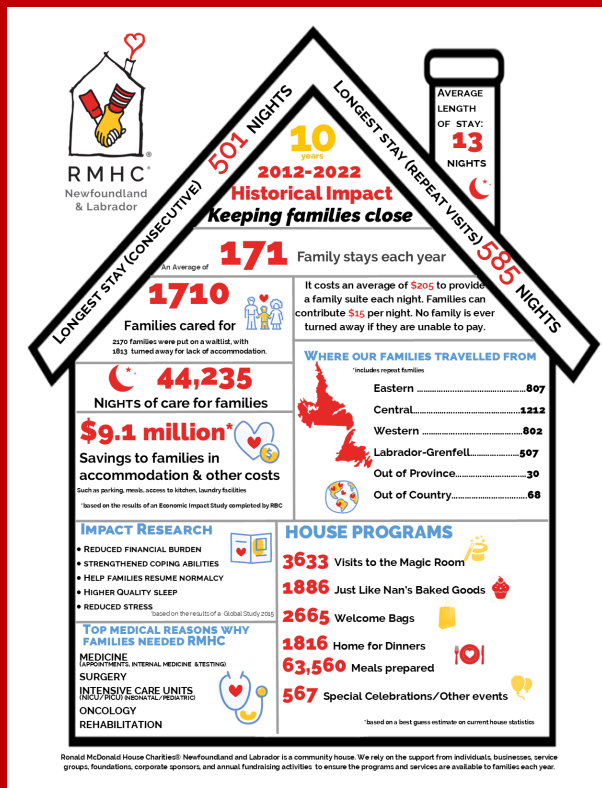 RMHC®
Newfoundland
& Labrador
LONGEST STAY (CONSECUTIVE) 501 NIGHTS
LONGEST STAY (REPEAT VISITS) 585 NIGHTS
AVERAGE
LENGTH
OF STAY:
13
NIGHTS
10
years
2012-2022
Historical Impact
Keeping families close
An Average of 171 Family stays each year
1710
Families cared for
2170 families were put on a waitlist, with
1813 turned away for lack of accommodation.
It costs an average of $205 to provide
a family suite each night. Families can
contribute $15 per night. No family is ever
turned away if they are unable to pay.
44,235
NIGHTS OF CARE FOR FAMILIES
$9.1 million*
Savings to families in
accommodation & other costs
Such as parking, meals, access to kitchen, laundry facilities
*based on the results of an Economic Impact Study completed by RBC
WHERE OUR FAMILIES TRAVELLED FROM
*includes repeat families
Eastern ......................................................807
Central......................................................1212
Western ...................................................802
Labrador-Grenfell.....................507
Out of Province..............................30
Out of Country.................................68
IMPACT RESEARCH
• REDUCED FINANCIAL BURDEN
• STRENGTHENED COPING ABILITIES
• HELP FAMILIES RESUME NORMALCY
• HIGHER QUALITY SLEEP
• REDUCED STRESS
*based on the results of a Global Study 2015
TOP MEDICAL REASONS WHY
FAMILIES NEEDED RMHC
MEDICINE
(APPOINTMENTS, INTERNAL MEDICINE &TESTING)
SURGERY
INTENSIVE CARE UNITS
(NICU/ PICU) (NEONATAL/PEDIATRIC)
ONCOLOGY
REHABILITATION
HOUSE PROGRAMS
3633 Visits to the Magic Room
1886 Just Like Nan's Baked Goods
2665 Welcome Bags
1816 Home for Dinners
63,560 Meals prepared
567 Special Celebrations/Other events
*based on a best guess estimate on current house statistics
Ronald McDonald House Charities® Newfoundland and Labrador is a community house. We rely on the support from individuals, businesses, service
groups, foundations, corporate sponsors, and annual fundraising activities to ensure the programs and services are available to families each year.